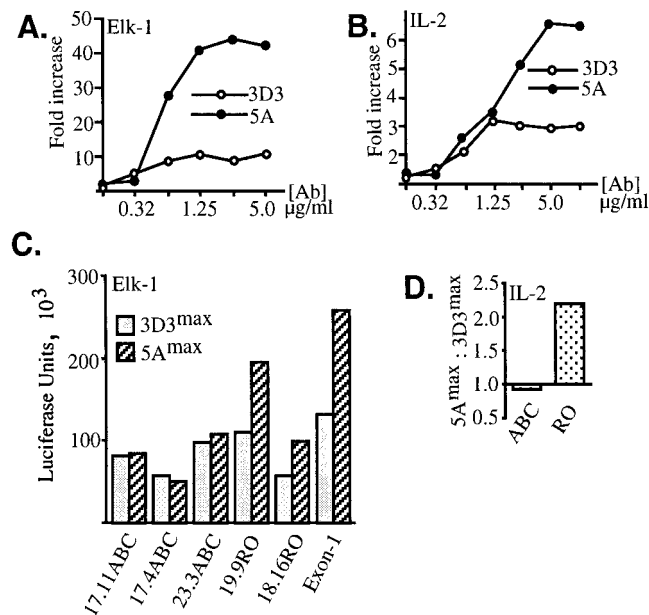 A.
Elk-1
Fold increase
50
40
30
20
10
3D3
5A
0.32
1.25
5.0
[Ab]
µg/ml
B.
IL-2
Fold increase
6
5
4
3
2
3D3
5A
0.32
1.25
5.0
[Ab]
µg/ml
C.
Elk-1
Luciferase Units, 10³
300
200
100
3D3max
5Amax
17.11ABC
17.4ABC
23.3ABC
19.9RO
18.16RO
Exon-1
D.
IL-2
5Amax : 3D3max
2.5
2.0
1.0
0.5
ABC
RO